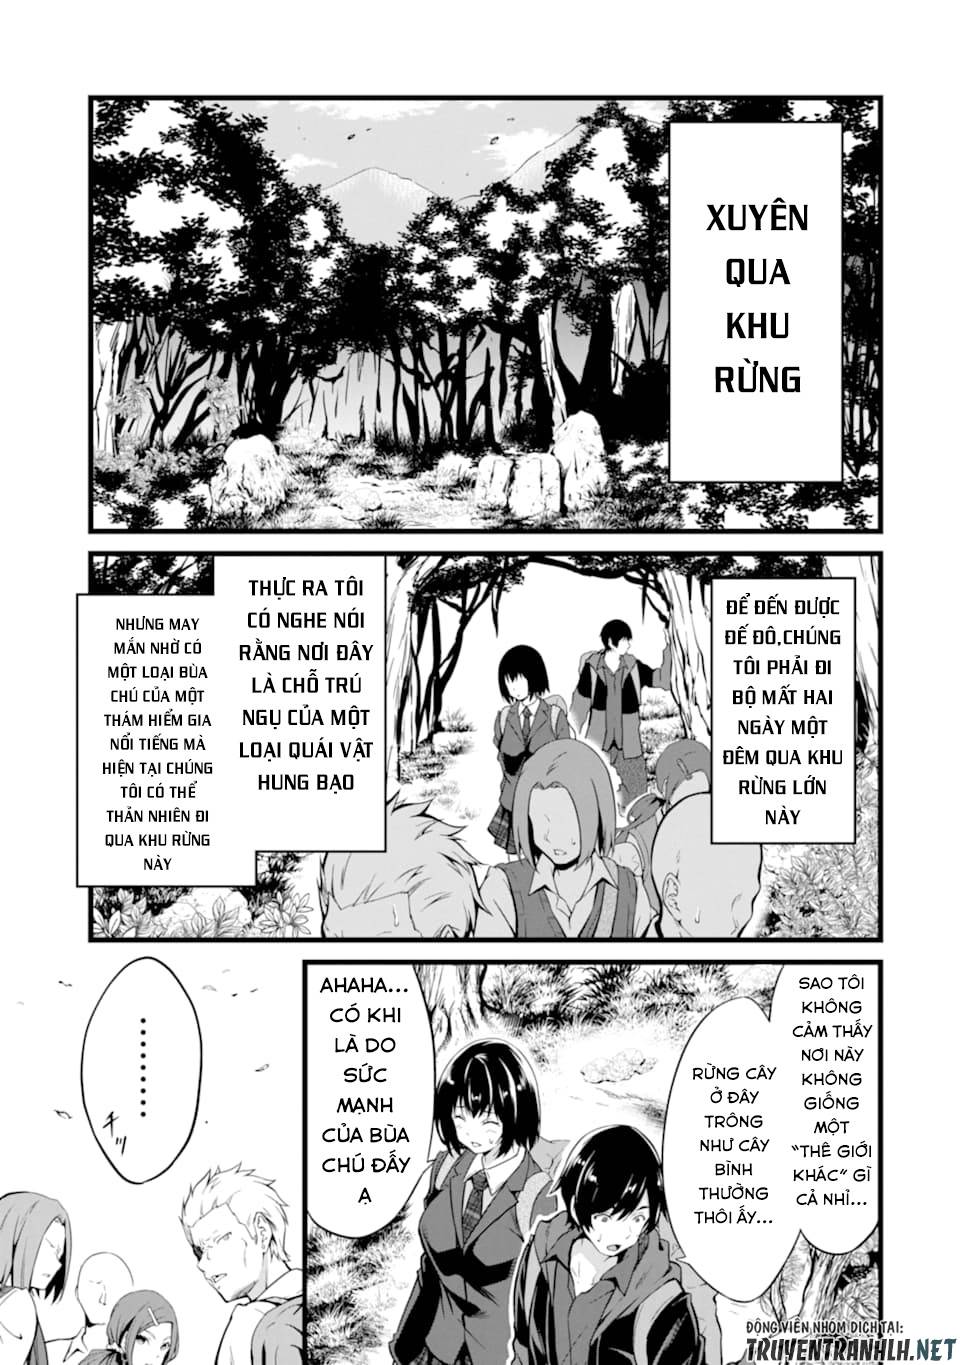 XUYÊN
QUA
KHU
RỪNG
ĐỂ ĐẾN ĐƯỢC
ĐẾ ĐÔ,CHÚNG
TÔI PHẢI ĐI
BỘ MẤT HAI
NGÀY MỘT
ĐÊM QUA KHU
RỪNG LỚN
NÀY
THỰC RA TÔI
CÓ NGHE NÓI
RẰNG NƠI ĐÂY
LÀ CHỖ TRÚ
NGỤ CỦA MỘT
LOẠI QUÁI VẬT
HUNG BẠO
NHƯNG MAY
MẮN NHỜ CÓ
MỘT LOẠI BÙA
CHÚ CỦA MỘT
THÁM HIỂM GIA
NỔI TIẾNG MÀ
HIỆN TẠI CHÚNG
TÔI CÓ THỂ
THẢN NHIÊN ĐI
QUA KHU RỪNG
NÀY
SAO TÔI
KHÔNG
CẢM THẤY
NƠI NÀY
KHÔNG
GIỐNG
MỘT
“THẾ GIỚI
KHÁC” GÌ
CẢ NHỈ...
RỪNG CÂY
Ở ĐÂY
TRÔNG
NHƯ CÂY
BÌNH
THƯỜNG
THÔI ẤY...
AHAHA...
CÓ KHI
LÀ DO
SỨC
MẠNH
CỦA BÙA
CHÚ ĐẤY
Ạ
.........
チッ
ĐỘNG VIÊN NHÓM DỊCH TẠI:
TRUYENTRANHLH.NET